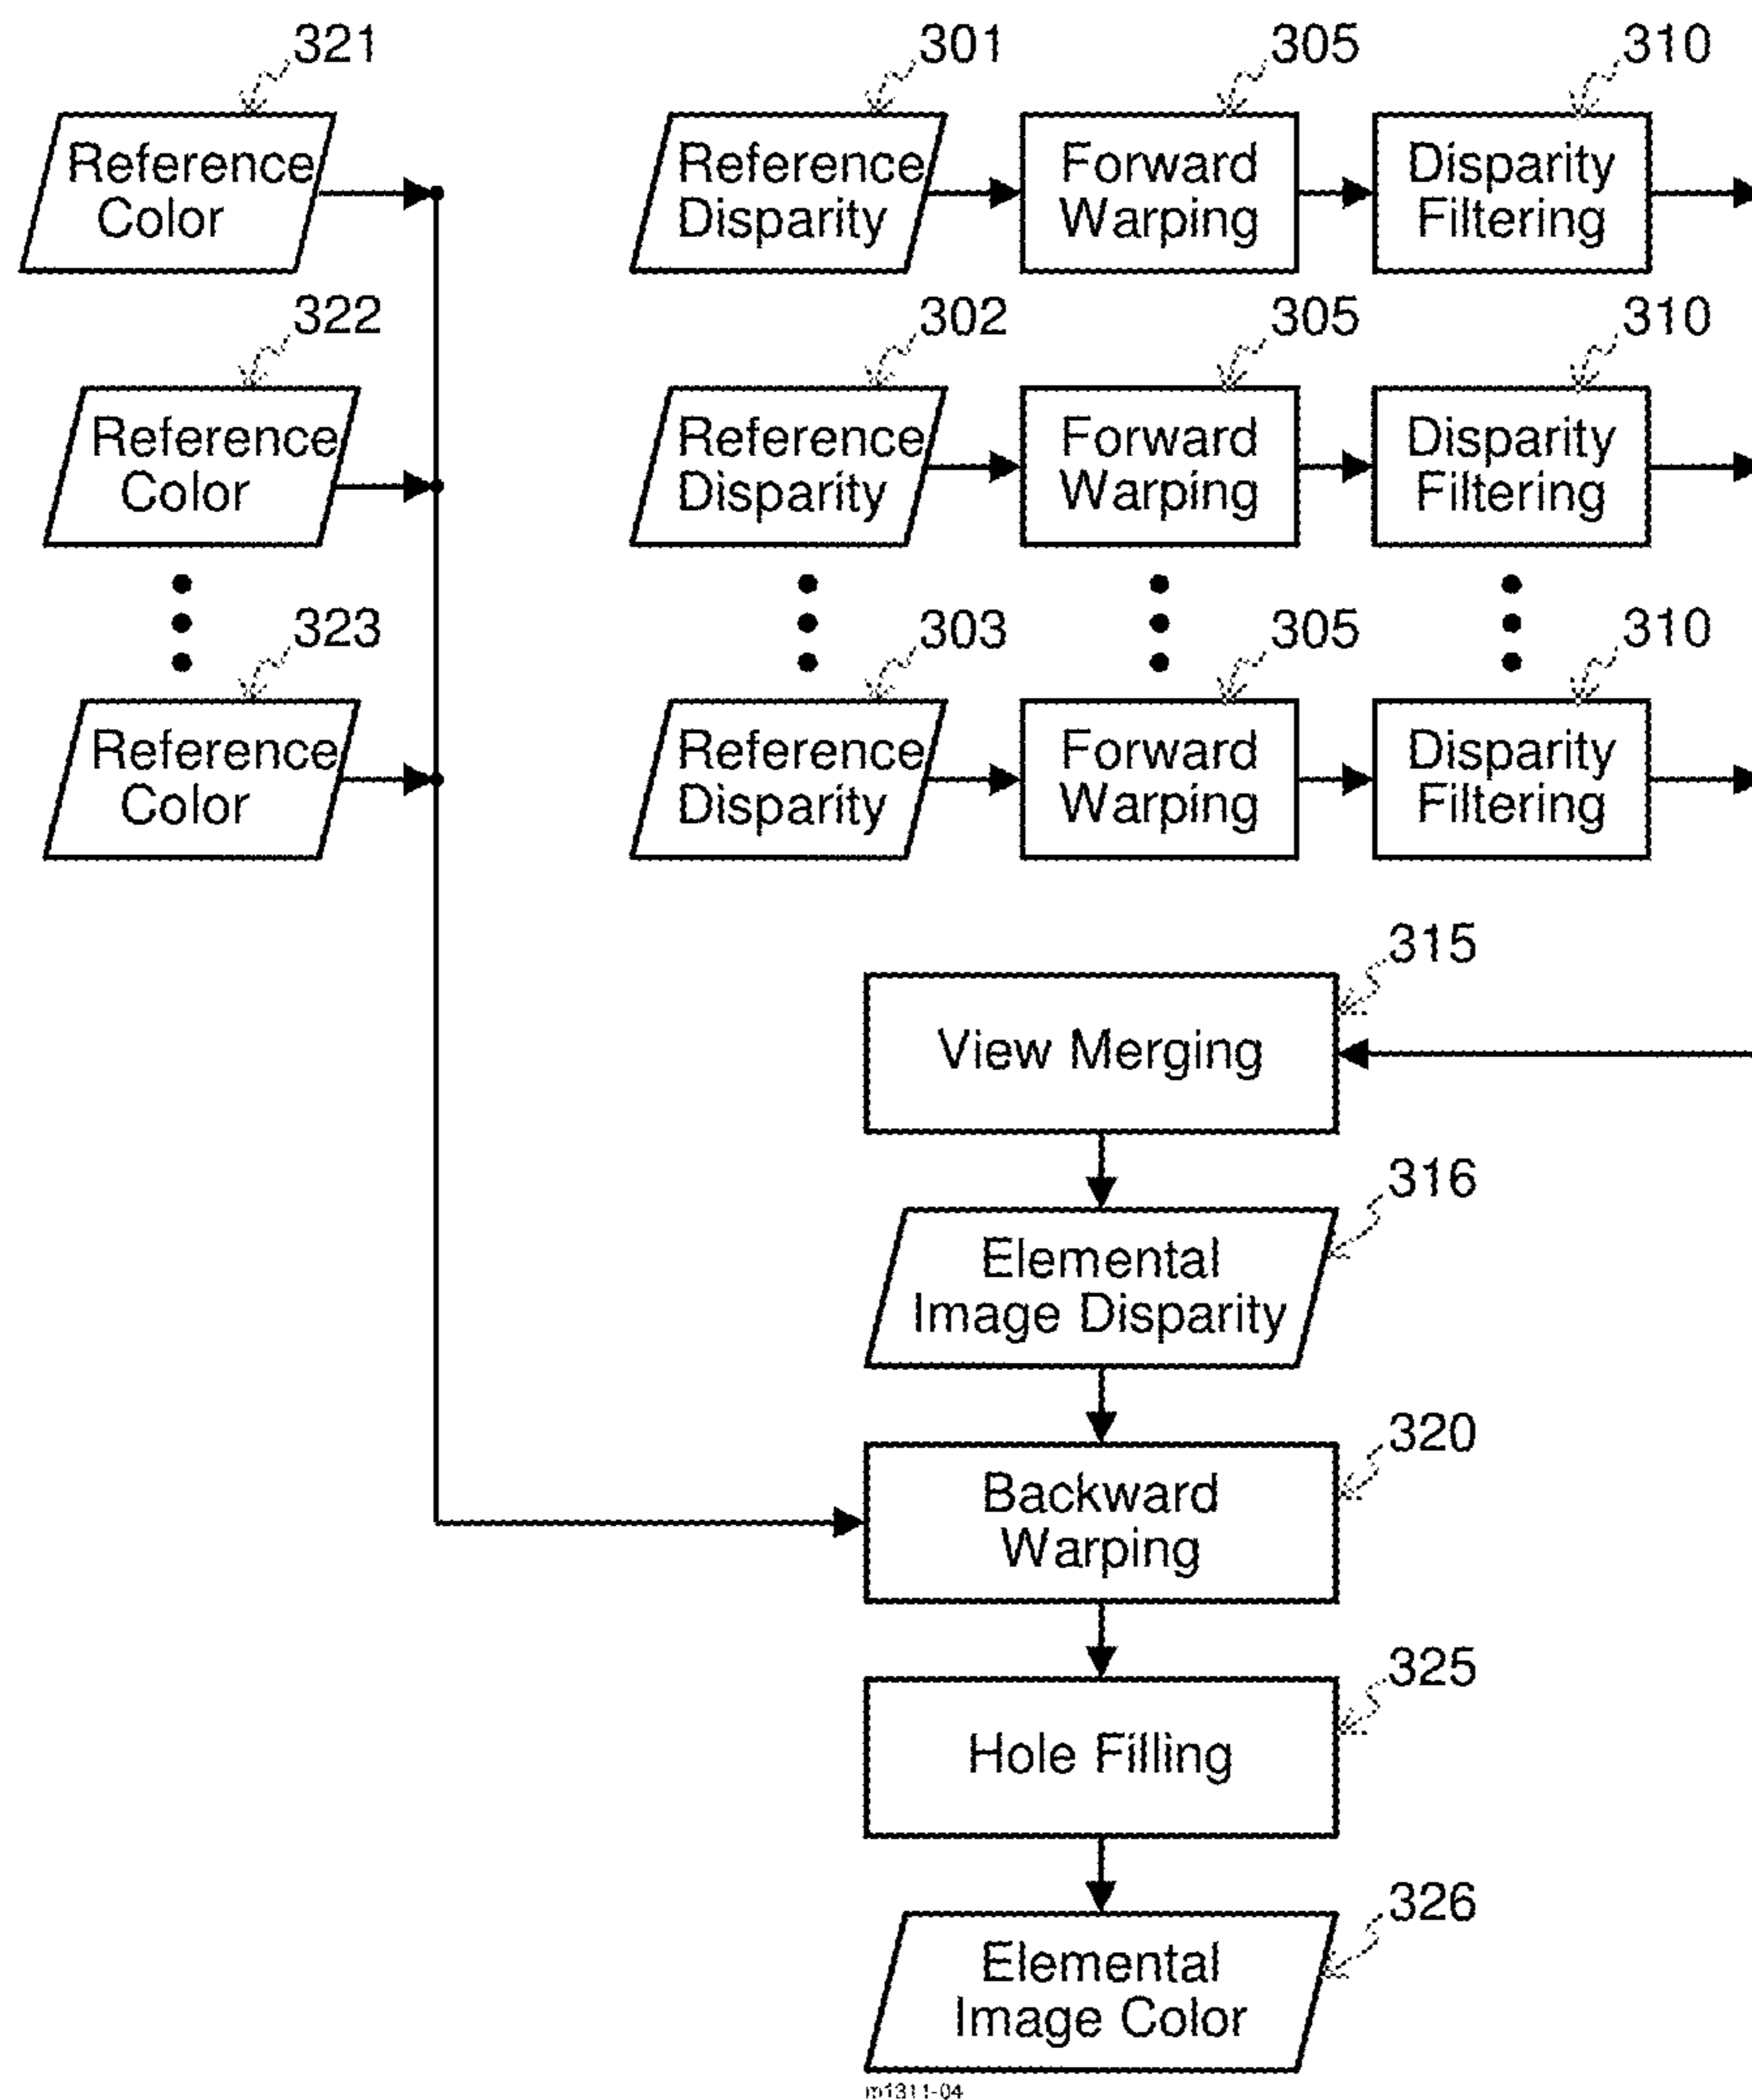 321
301
305
310
Reference
Color
Reference
Disparity
Forward
Warping
Disparity
Filtering
322
302
305
310
Reference
Color
Reference
Disparity
Forward
Warping
Disparity
Filtering
323
303
305
310
Reference
Color
Reference
Disparity
Forward
Warping
Disparity
Filtering
315
View Merging
316
Elemental
Image Disparity
320
Backward
Warping
325
Hole Filling
326
Elemental
Image Color
m1311-04